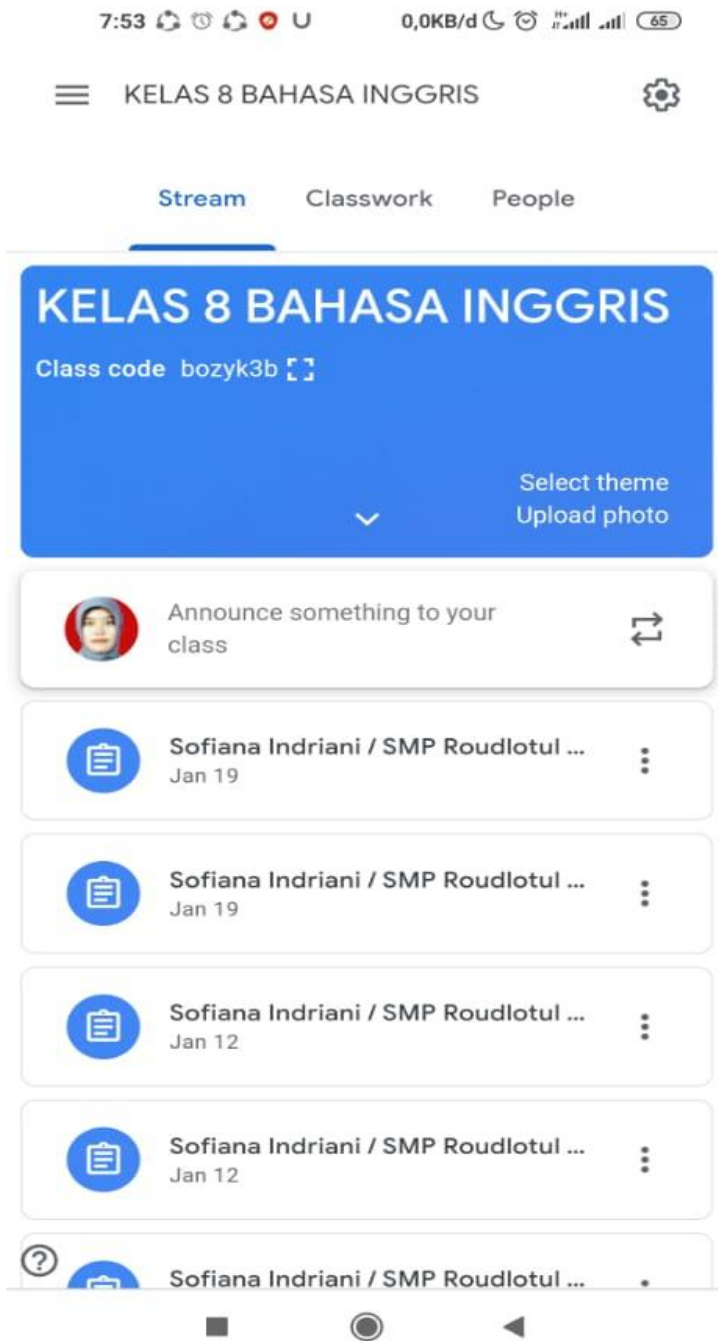 7:53 U 0,0KB/d 65
KELAS 8 BAHASA INGGRIS
Stream Classwork People
KELAS 8 BAHASA INGGRIS
Class code bozyk3b
Select theme
Upload photo
Announce something to your
class
Sofiana Indriani / SMP Roudlotul ...
Jan 19
Sofiana Indriani / SMP Roudlotul ...
Jan 19
Sofiana Indriani / SMP Roudlotul ...
Jan 12
Sofiana Indriani / SMP Roudlotul ...
Jan 12
Sofiana Indriani / SMP Roudlotul ...